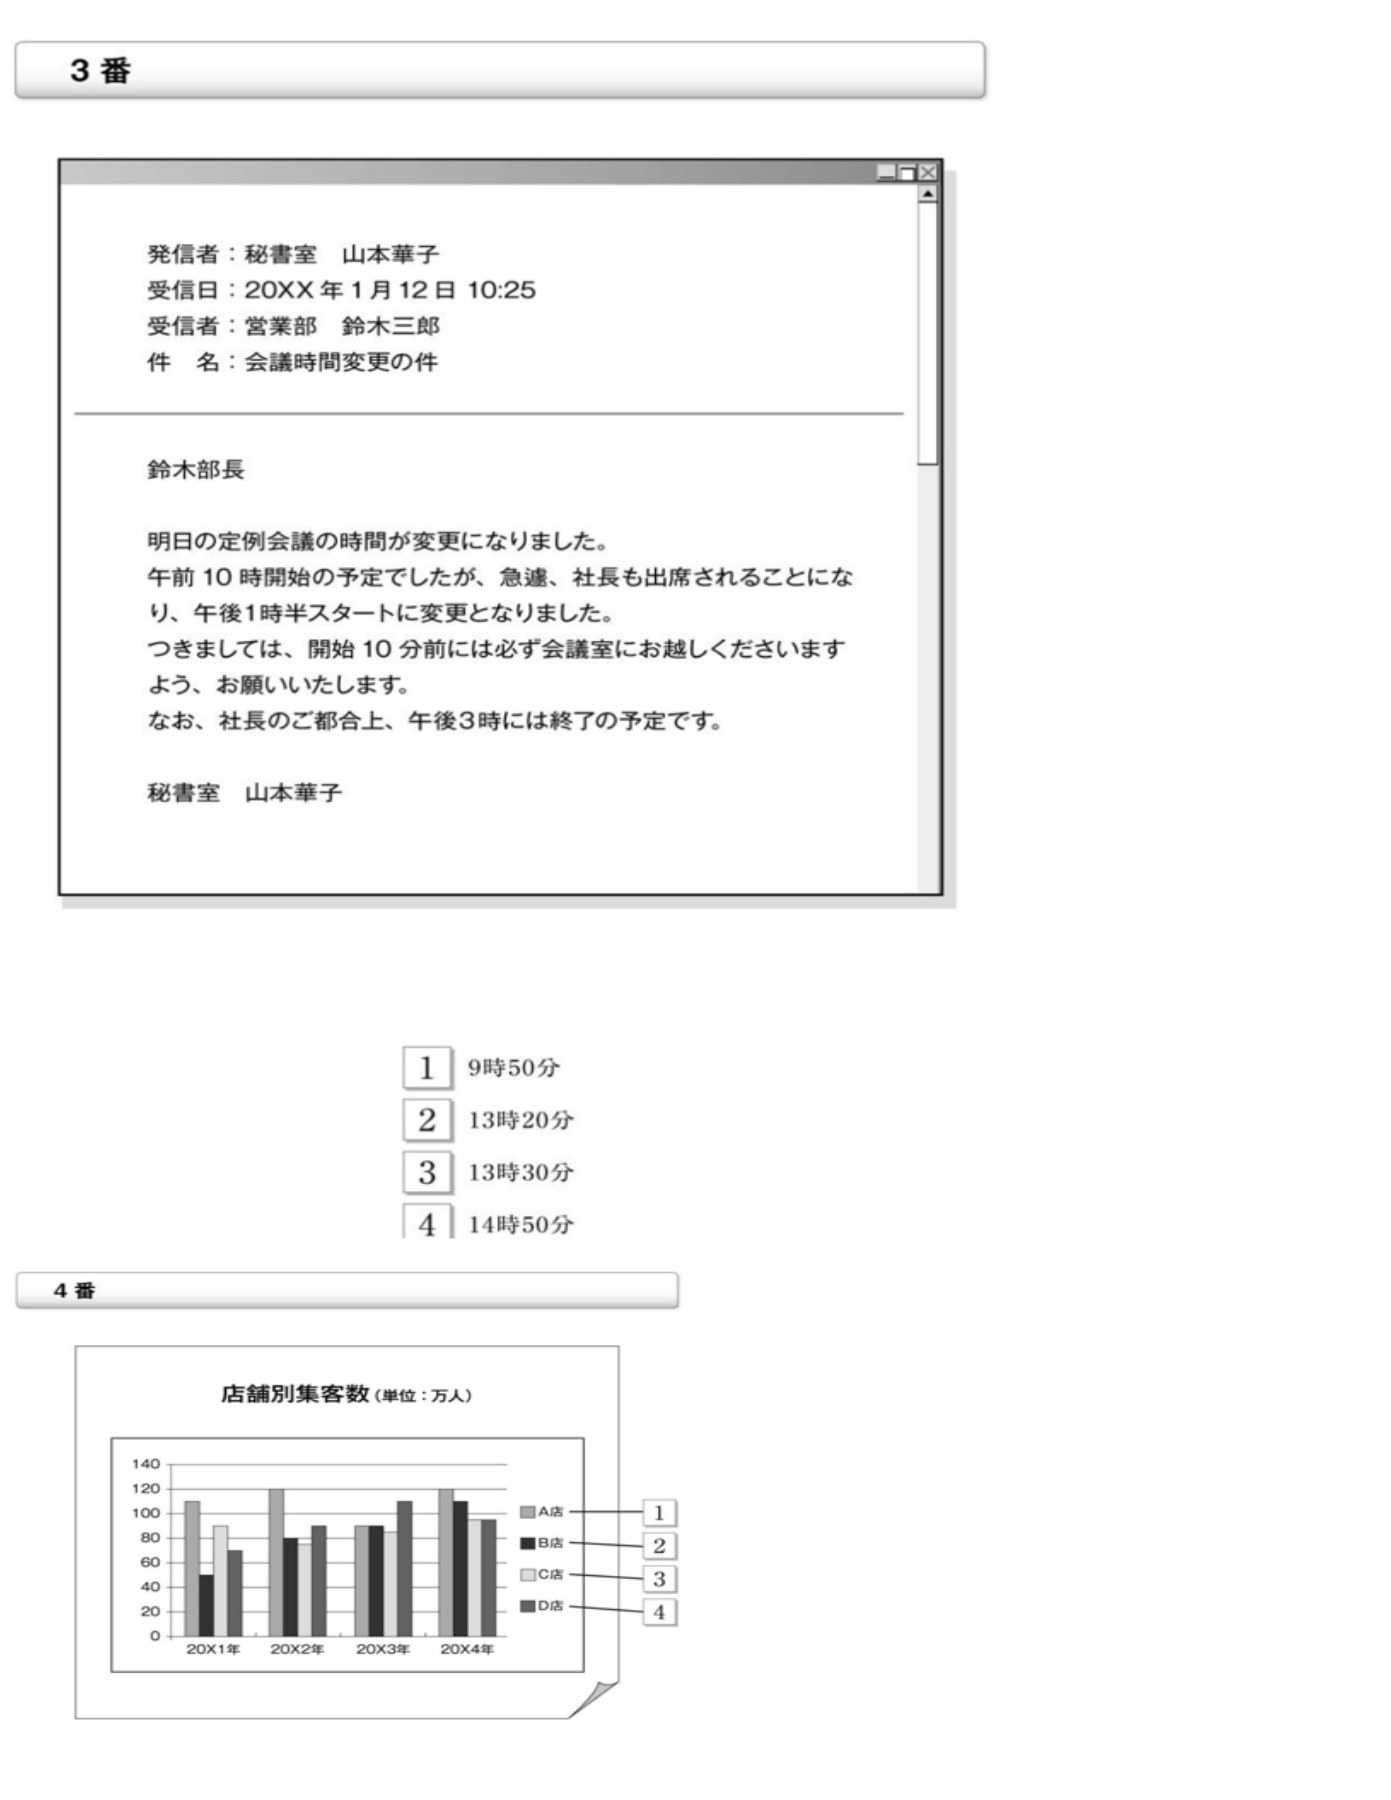 3 番
発信者：秘書室　山本華子
受信日：20XX 年 1 月 12 日 10:25
受信者：営業部　鈴木三郎
件　名：会議時間変更の件
鈴木部長
明日の定例会議の時間が変更になりました。
午前 10 時開始の予定でしたが、急遽、社長も出席されることにな
り、午後1時半スタートに変更となりました。
つきましては、開始 10 分前には必ず会議室にお越しくださいます
よう、お願いいたします。
なお、社長のご都合上、午後3時には終了の予定です。
秘書室　山本華子
1 9時50分
2 13時20分
3 13時30分
4 14時50分
4 番
店舗別集客数（単位：万人）
140
120
100
80
60
40
20
0
20X1年 20X2年 20X3年 20X4年
A店 1
B店 2
C店 3
D店 4